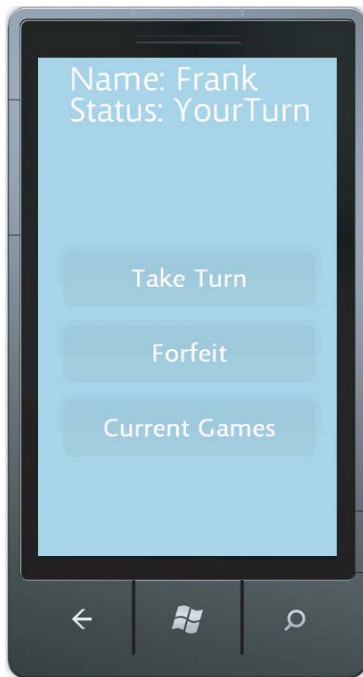 Name: Frank
Status: YourTurn
Take Turn
Forfeit
Current Games